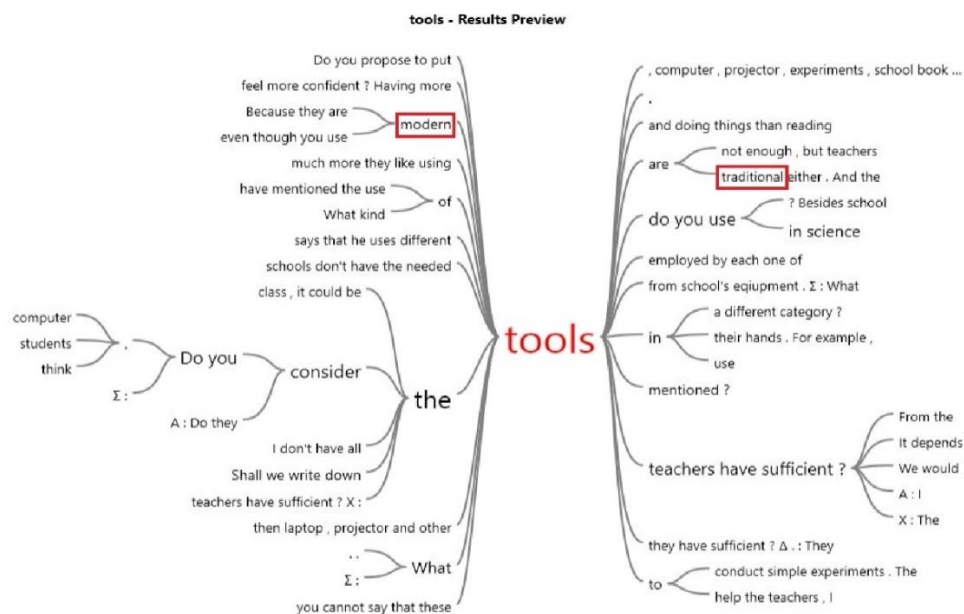 tools - Results Preview
Do you propose to put
feel more confident ? Having more
Because they are
even though you use
modern
much more they like using
have mentioned the use
What kind
of
says that he uses different
schools don't have the needed
class , it could be
computer
students
think
.
Σ :
Do you
A : Do they
consider
the
I don't have all
Shall we write down
teachers have sufficient ? X :
then laptop , projector and other
. .
Σ :
What
you cannot say that these
tools
, computer , projector , experiments , school book ...
.
and doing things than reading
are
not enough , but teachers
traditional either . And the
do you use
? Besides school
in science
employed by each one of
from school's eqiupment . Σ : What
in
a different category ?
their hands . For example ,
use
mentioned ?
teachers have sufficient ?
From the
It depends
We would
A : I
X : The
they have sufficient ? Δ . : They
to
conduct simple experiments . The
help the teachers , I